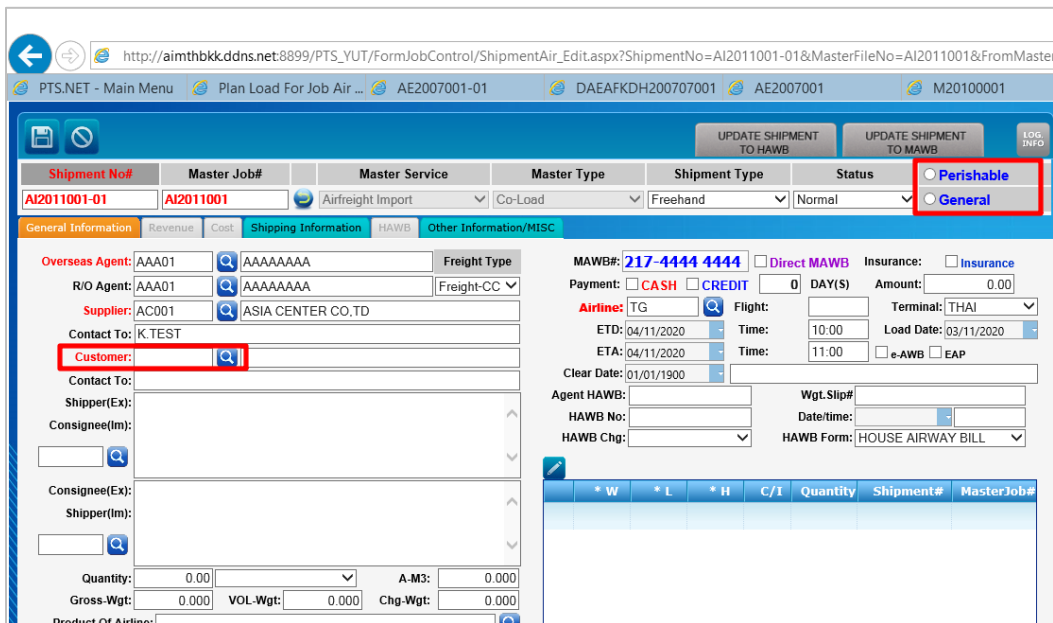 http://aimthbkk.ddns.net:8899/PTS_YUT/FormJobControl/ShipmentAir_Edit.aspx?ShipmentNo=AI2011001-01&MasterFileNo=AI2011001&FromMaster
PTS.NET - Main Menu Plan Load For Job Air ... AE2007001-01 DAEAFKDH200707001 AE2007001 M20100001
UPDATE SHIPMENT TO HAWB
UPDATE SHIPMENT TO MAWB
LOG. INFO
Shipment No# Master Job# Master Service Master Type Shipment Type Status Perishable
AI2011001-01 AI2011001 Airfreight Import Co-Load Freehand Normal General
General Information Revenue Cost Shipping Information HAWB Other Information/MISC
Overseas Agent: AAA01 AAAAAAAA Freight Type
R/O Agent: AAA01 AAAAAAAA Freight-CC
Supplier: AC001 ASIA CENTER CO,TD
Contact To: K.TEST
Customer:
Contact To:
Shipper(Ex):
Consignee(Im):
Consignee(Ex):
Shipper(Im):
Quantity: 0.00 A-M3: 0.000
Gross-Wgt: 0.000 VOL-Wgt: 0.000 Chg-Wgt: 0.000
Product Of Airline:
MAWB#: 217-4444 4444 Direct MAWB Insurance: Insurance
Payment: CASH CREDIT 0 DAY(S) Amount: 0.00
Airline: TG Flight: Terminal: THAI
ETD: 04/11/2020 Time: 10:00 Load Date: 03/11/2020
ETA: 04/11/2020 Time: 11:00 e-AWB EAP
Clear Date: 01/01/1900
Agent HAWB: Wgt.Slip#
HAWB No: Date/time:
HAWB Chg: HAWB Form: HOUSE AIRWAY BILL
* W * L * H C/I Quantity Shipment# MasterJob#